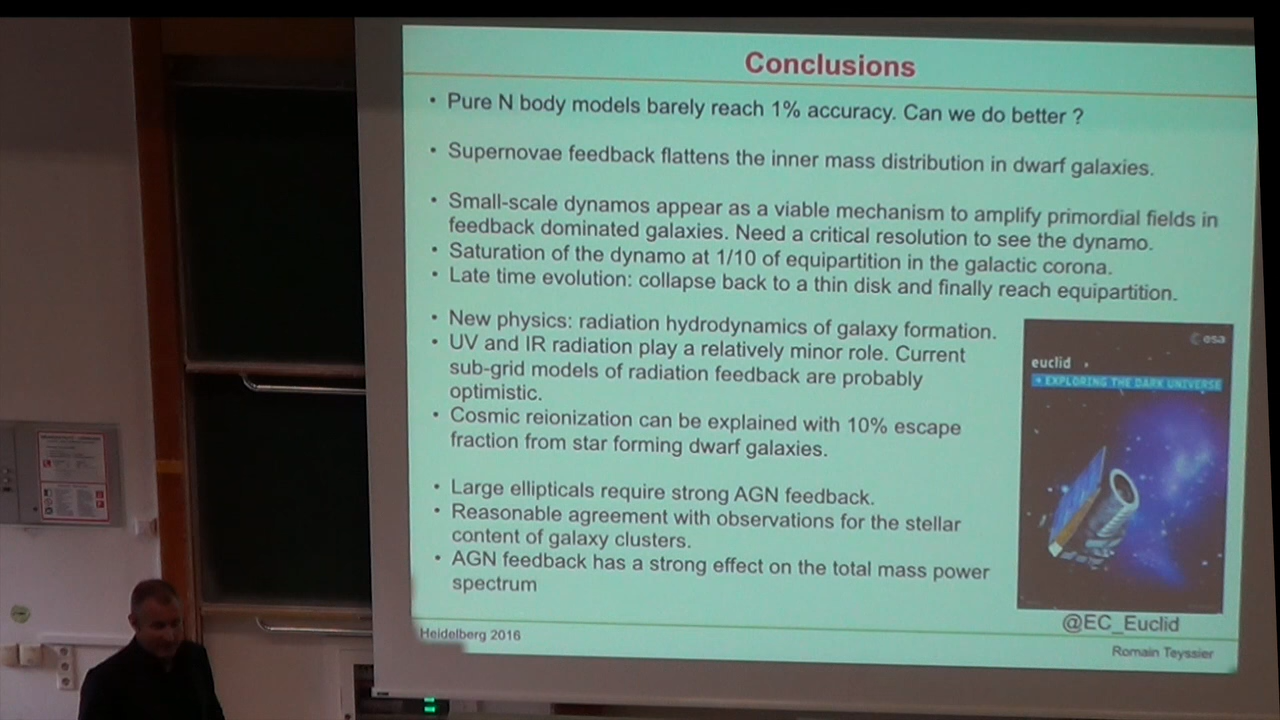 Conclusions
• Pure N body models barely reach 1% accuracy. Can we do better ?
• Supernovae feedback flattens the inner mass distribution in dwarf galaxies.
• Small-scale dynamos appear as a viable mechanism to amplify primordial fields in
feedback dominated galaxies. Need a critical resolution to see the dynamo.
• Saturation of the dynamo at 1/10 of equipartition in the galactic corona.
• Late time evolution: collapse back to a thin disk and finally reach equipartition.
• New physics: radiation hydrodynamics of galaxy formation.
• UV and IR radiation play a relatively minor role. Current
sub-grid models of radiation feedback are probably
optimistic.
• Cosmic reionization can be explained with 10% escape
fraction from star forming dwarf galaxies.
• Large ellipticals require strong AGN feedback.
• Reasonable agreement with observations for the stellar
content of galaxy clusters.
• AGN feedback has a strong effect on the total mass power
spectrum
esa
euclid
EXPLORING THE DARK UNIVERSE
@EC_Euclid
Heidelberg 2016
Romain Teyssier